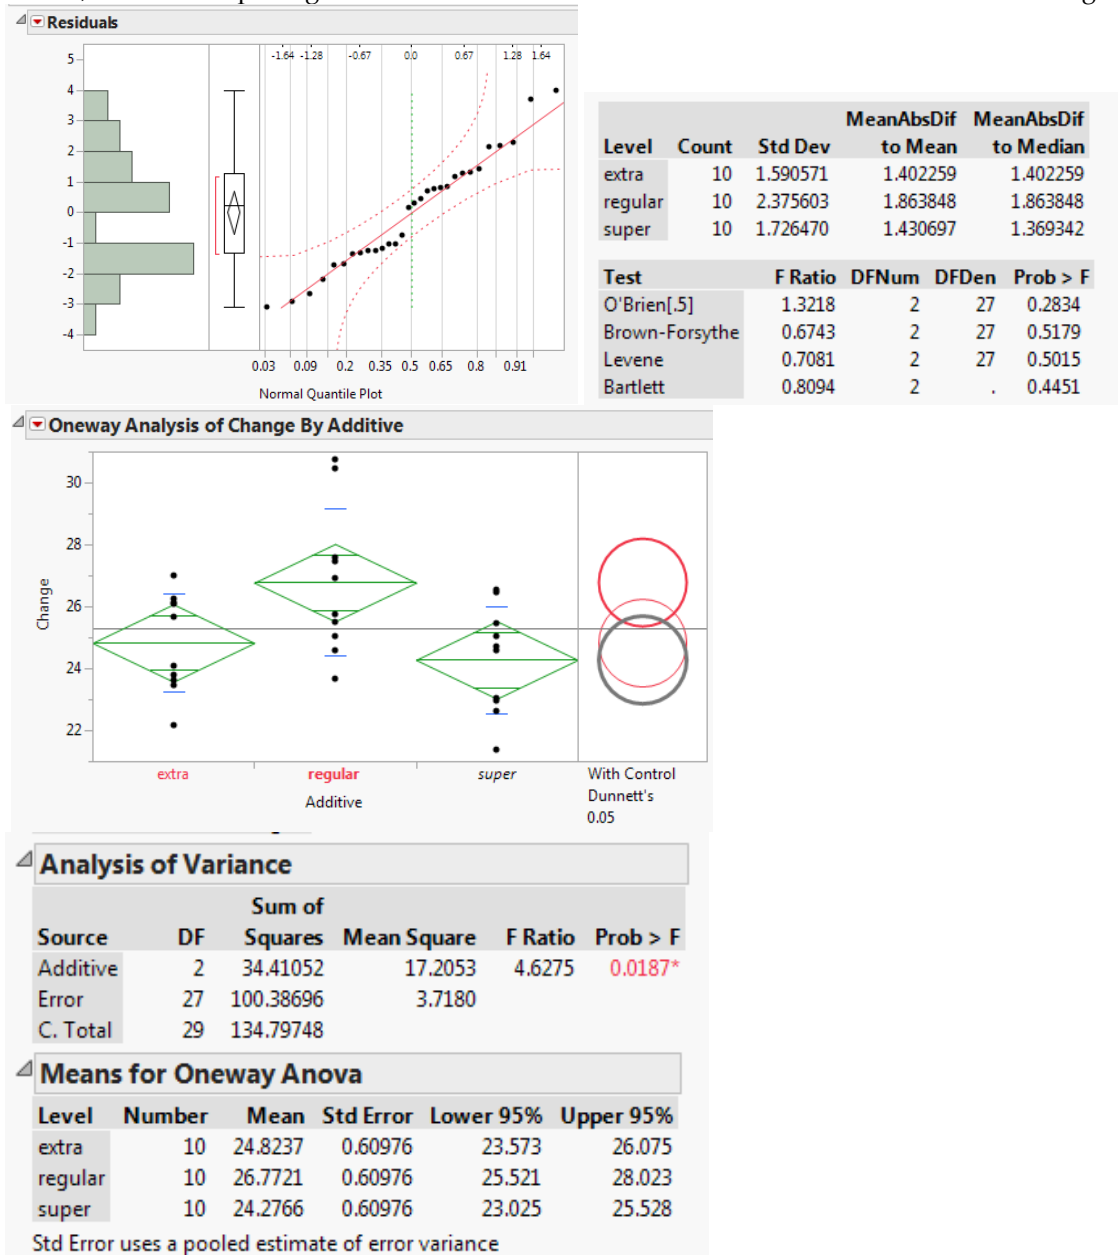 Residuals
-1.64 -1.28 -0.67 0.0 0.67 1.28 1.64
5
4
3
2
1
0
-1
-2
-3
-4
0.03 0.09 0.2 0.35 0.5 0.65 0.8 0.91
Normal Quantile Plot
MeanAbsDif MeanAbsDif
Level Count Std Dev to Mean to Median
extra 10 1.590571 1.402259 1.402259
regular 10 2.375603 1.863848 1.863848
super 10 1.726470 1.430697 1.369342
Test F Ratio DFNum DFDen Prob > F
O'Brien[.5] 1.3218 2 27 0.2834
Brown-Forsythe 0.6743 2 27 0.5179
Levene 0.7081 2 27 0.5015
Bartlett 0.8094 2 . 0.4451
Oneway Analysis of Change By Additive
30
28
26
24
22
Change
extra regular super
Additive
With Control
Dunnett's
0.05
Analysis of Variance
Sum of
Source DF Squares Mean Square F Ratio Prob > F
Additive 2 34.41052 17.2053 4.6275 0.0187*
Error 27 100.38696 3.7180
C. Total 29 134.79748
Means for Oneway Anova
Level Number Mean Std Error Lower 95% Upper 95%
extra 10 24.8237 0.60976 23.573 26.075
regular 10 26.7721 0.60976 25.521 28.023
super 10 24.2766 0.60976 23.025 25.528
Std Error uses a pooled estimate of error variance